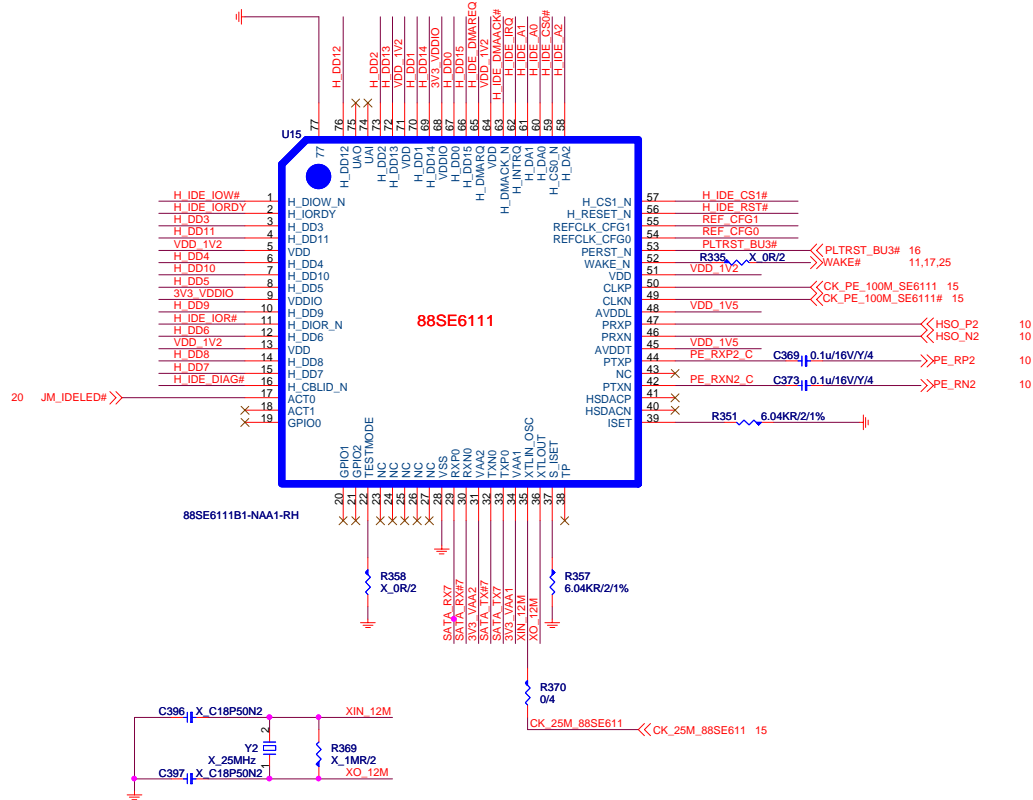 H_DD12
H_DD2
H_DD13
VDD_1V2
H_DD1
H_DD14
3V3_VDDIO
H_DD0
H_DD15
H_IDE_DMAREQ
VDD_1V2
H_IDE_DMAACK#
H_IDE_IRQ
H_IDE_A1
H_IDE_A0
H_IDE_CS0#
H_IDE_A2
77 76 75 74 73 72 71 70 69 68 67 66 65 64 63 62 61 60 59 58
U15
77
H_DD12
UAO
UAI
H_DD2
H_DD13
VDD
H_DD1
H_DD14
VDDIO
H_DD0
H_DD15
H_DMARQ
VDD
H_DMACK_N
H_INTRQ
H_DA1
H_DA0
H_CS0_N
H_DA2
H_IDE_IOW# 1 H_DIOW_N
H_IDE_IORDY 2 H_IORDY
H_DD3 3 H_DD3
H_DD11 4 H_DD11
VDD_1V2 5 VDD
H_DD4 6 H_DD4
H_DD10 7 H_DD10
H_DD5 8 H_DD5
3V3_VDDIO 9 VDDIO
H_DD9 10 H_DD9
H_IDE_IOR# 11 H_DIOR_N
H_DD6 12 H_DD6
VDD_1V2 13 VDD
H_DD8 14 H_DD8
H_DD7 15 H_DD7
H_IDE_DIAG# 16 H_CBLID_N
20 JM_IDELED# 17 ACT0
18 ACT1
19 GPIO0
88SE6111
H_CS1_N 57 H_IDE_CS1#
H_RESET_N 56 H_IDE_RST#
REFCLK_CFG1 55 REF_CFG1
REFCLK_CFG0 54 REF_CFG0
PERST_N 53 PLTRST_BU3# PLTRST_BU3# 16
WAKE_N 52 R335 X_0R/2 WAKE# 11,17,25
VDD 51 VDD_1V2
CLKP 50 CK_PE_100M_SE6111 15
CLKN 49 CK_PE_100M_SE6111# 15
AVDDL 48 VDD_1V5
PRXP 47 HSO_P2 10
PRXN 46 HSO_N2 10
AVDDT 45 VDD_1V5
PTXP 44 PE_RXP2_C C369 0.1u/16V/Y/4 PE_RP2 10
NC 43
PTXN 42 PE_RXN2_C C373 0.1u/16V/Y/4 PE_RN2 10
HSDACP 41
HSDACN 40
ISET 39 R351 6.04KR/2/1%
GPIO1
GPIO2
TESTMODE
NC
NC
NC
NC
NC
VSS
RXP0
RXN0
VAA2
TXN0
TXP0
VAA1
XTLIN_OSC
XTLOUT
S_ISET
TP
20 21 22 23 24 25 26 27 28 29 30 31 32 33 34 35 36 37 38
88SE6111B1-NAA1-RH
R358
X_0R/2
SATA_RX7
SATA_RX#7
3V3_VAA2
SATA_TX#7
SATA_TX7
3V3_VAA1
XIN_12M
XO_12M
R357
6.04KR/2/1%
R370
0/4
CK_25M_88SE611 CK_25M_88SE611 15
C396 X_C18P50N2 XIN_12M
2
Y2
X_25MHz
1
R369
X_1MR/2
C397 X_C18P50N2 XO_12M